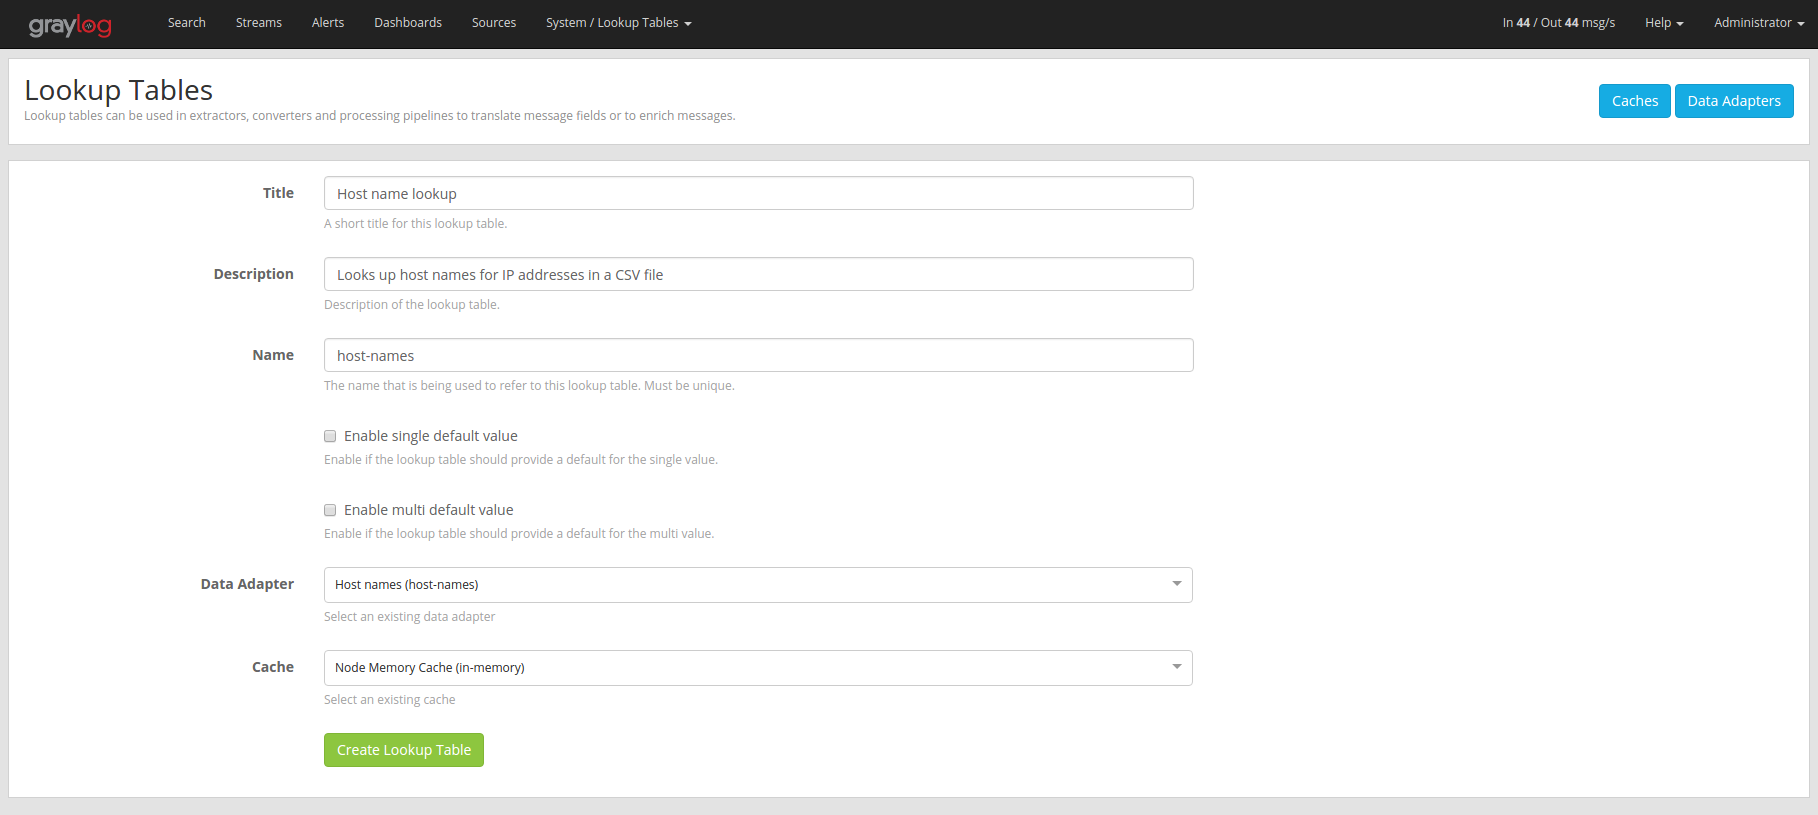 graylog Search Streams Alerts Dashboards Sources System / Lookup Tables In 44 / Out 44 msg/s Help Administrator
Lookup Tables
Lookup tables can be used in extractors, converters and processing pipelines to translate message fields or to enrich messages.
Caches Data Adapters
Title Host name lookup
A short title for this lookup table.
Description Looks up host names for IP addresses in a CSV file
Description of the lookup table.
Name host-names
The name that is being used to refer to this lookup table. Must be unique.
Enable single default value
Enable if the lookup table should provide a default for the single value.
Enable multi default value
Enable if the lookup table should provide a default for the multi value.
Data Adapter Host names (host-names)
Select an existing data adapter
Cache Node Memory Cache (in-memory)
Select an existing cache
Create Lookup Table